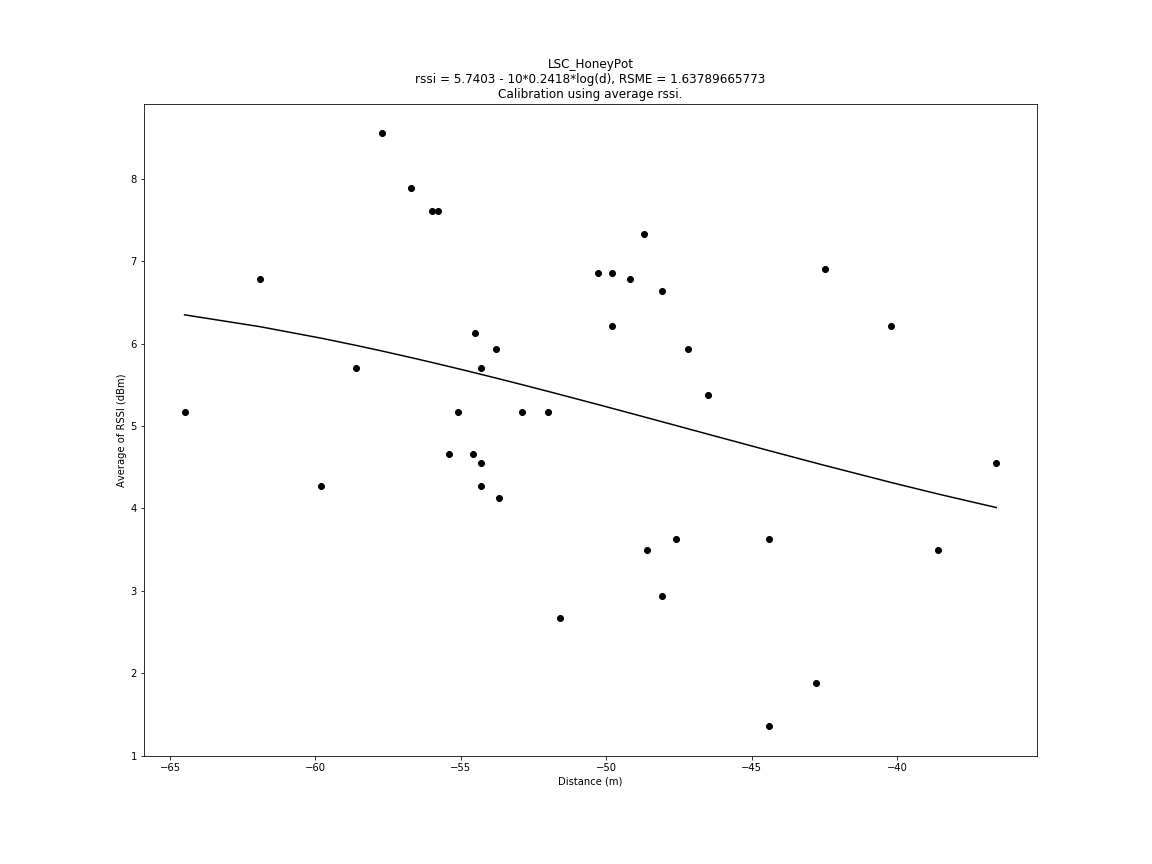 LSC_HoneyPot
rssi = 5.7403 - 10*0.2418*log(d), RSME = 1.63789665773
Calibration using average rssi.
8
7
6
5
4
3
2
1
Average of RSSI (dBm)
−65 −60 −55 −50 −45 −40
Distance (m)